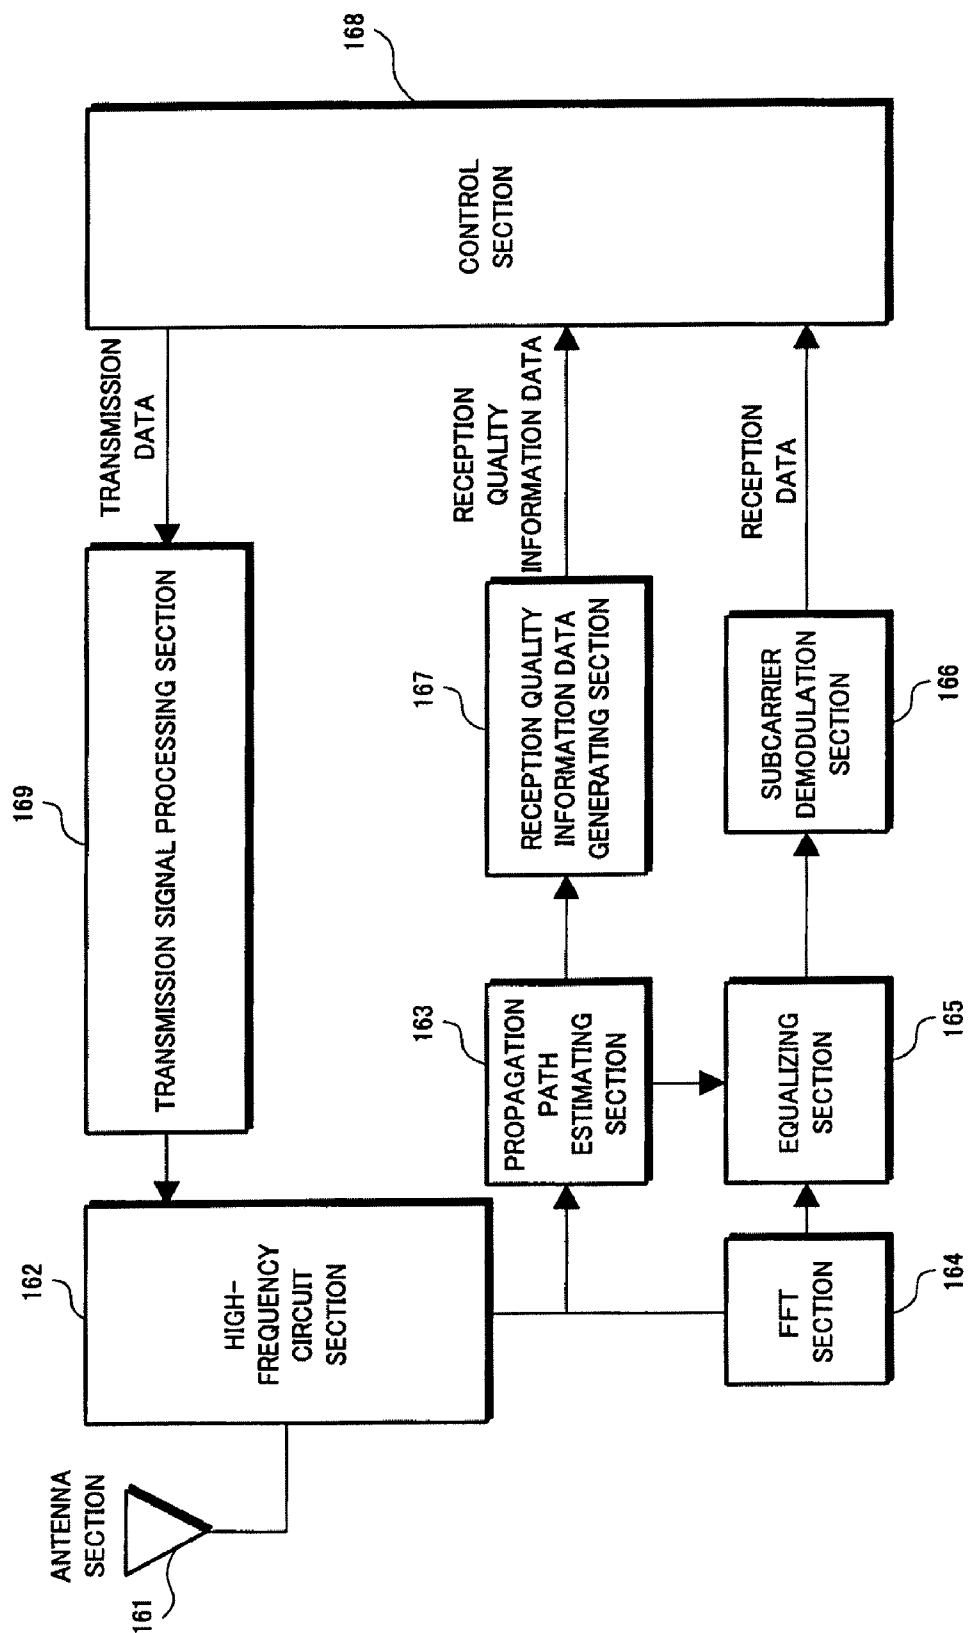 ANTENNA
SECTION
161
162
HIGH-
FREQUENCY
CIRCUIT
SECTION
169
TRANSMISSION SIGNAL PROCESSING SECTION
TRANSMISSION
DATA
168
CONTROL
SECTION
163
PROPAGATION
PATH
ESTIMATING
SECTION
167
RECEPTION QUALITY
INFORMATION DATA
GENERATING SECTION
RECEPTION
QUALITY
INFORMATION DATA
FFT
SECTION
164
EQUALIZING
SECTION
165
SUBCARRIER
DEMODULATION
SECTION
166
RECEPTION
DATA